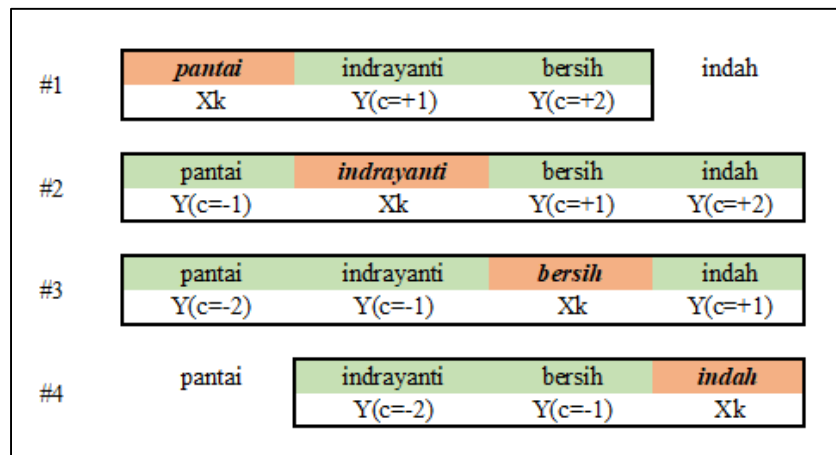 #1 pantai indrayanti bersih indah
Xk Y(c=+1) Y(c=+2)
#2 pantai indrayanti bersih indah
Y(c=-1) Xk Y(c=+1) Y(c=+2)
#3 pantai indrayanti bersih indah
Y(c=-2) Y(c=-1) Xk Y(c=+1)
#4 pantai indrayanti bersih indah
Y(c=-2) Y(c=-1) Xk